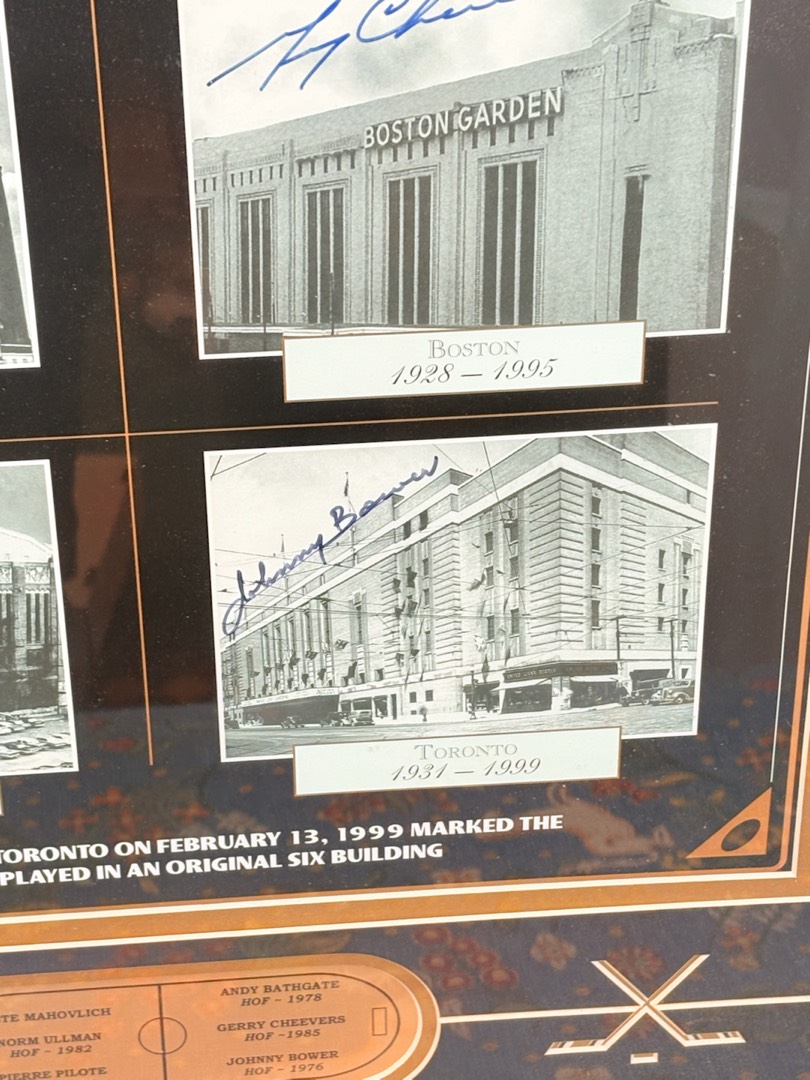 BOSTON GARDEN
BOSTON
1928 – 1995
Johnny Bower
TORONTO
1931 – 1999
TORONTO ON FEBRUARY 13, 1999 MARKED THE
PLAYED IN AN ORIGINAL SIX BUILDING
MAHOVLICH
NORM ULLMAN
HOF – 1982
PIERRE PILOTE
ANDY BATHGATE
HOF – 1978
GERRY CHEEVERS
HOF –1985
JOHNNY BOWER
HOF – 1976